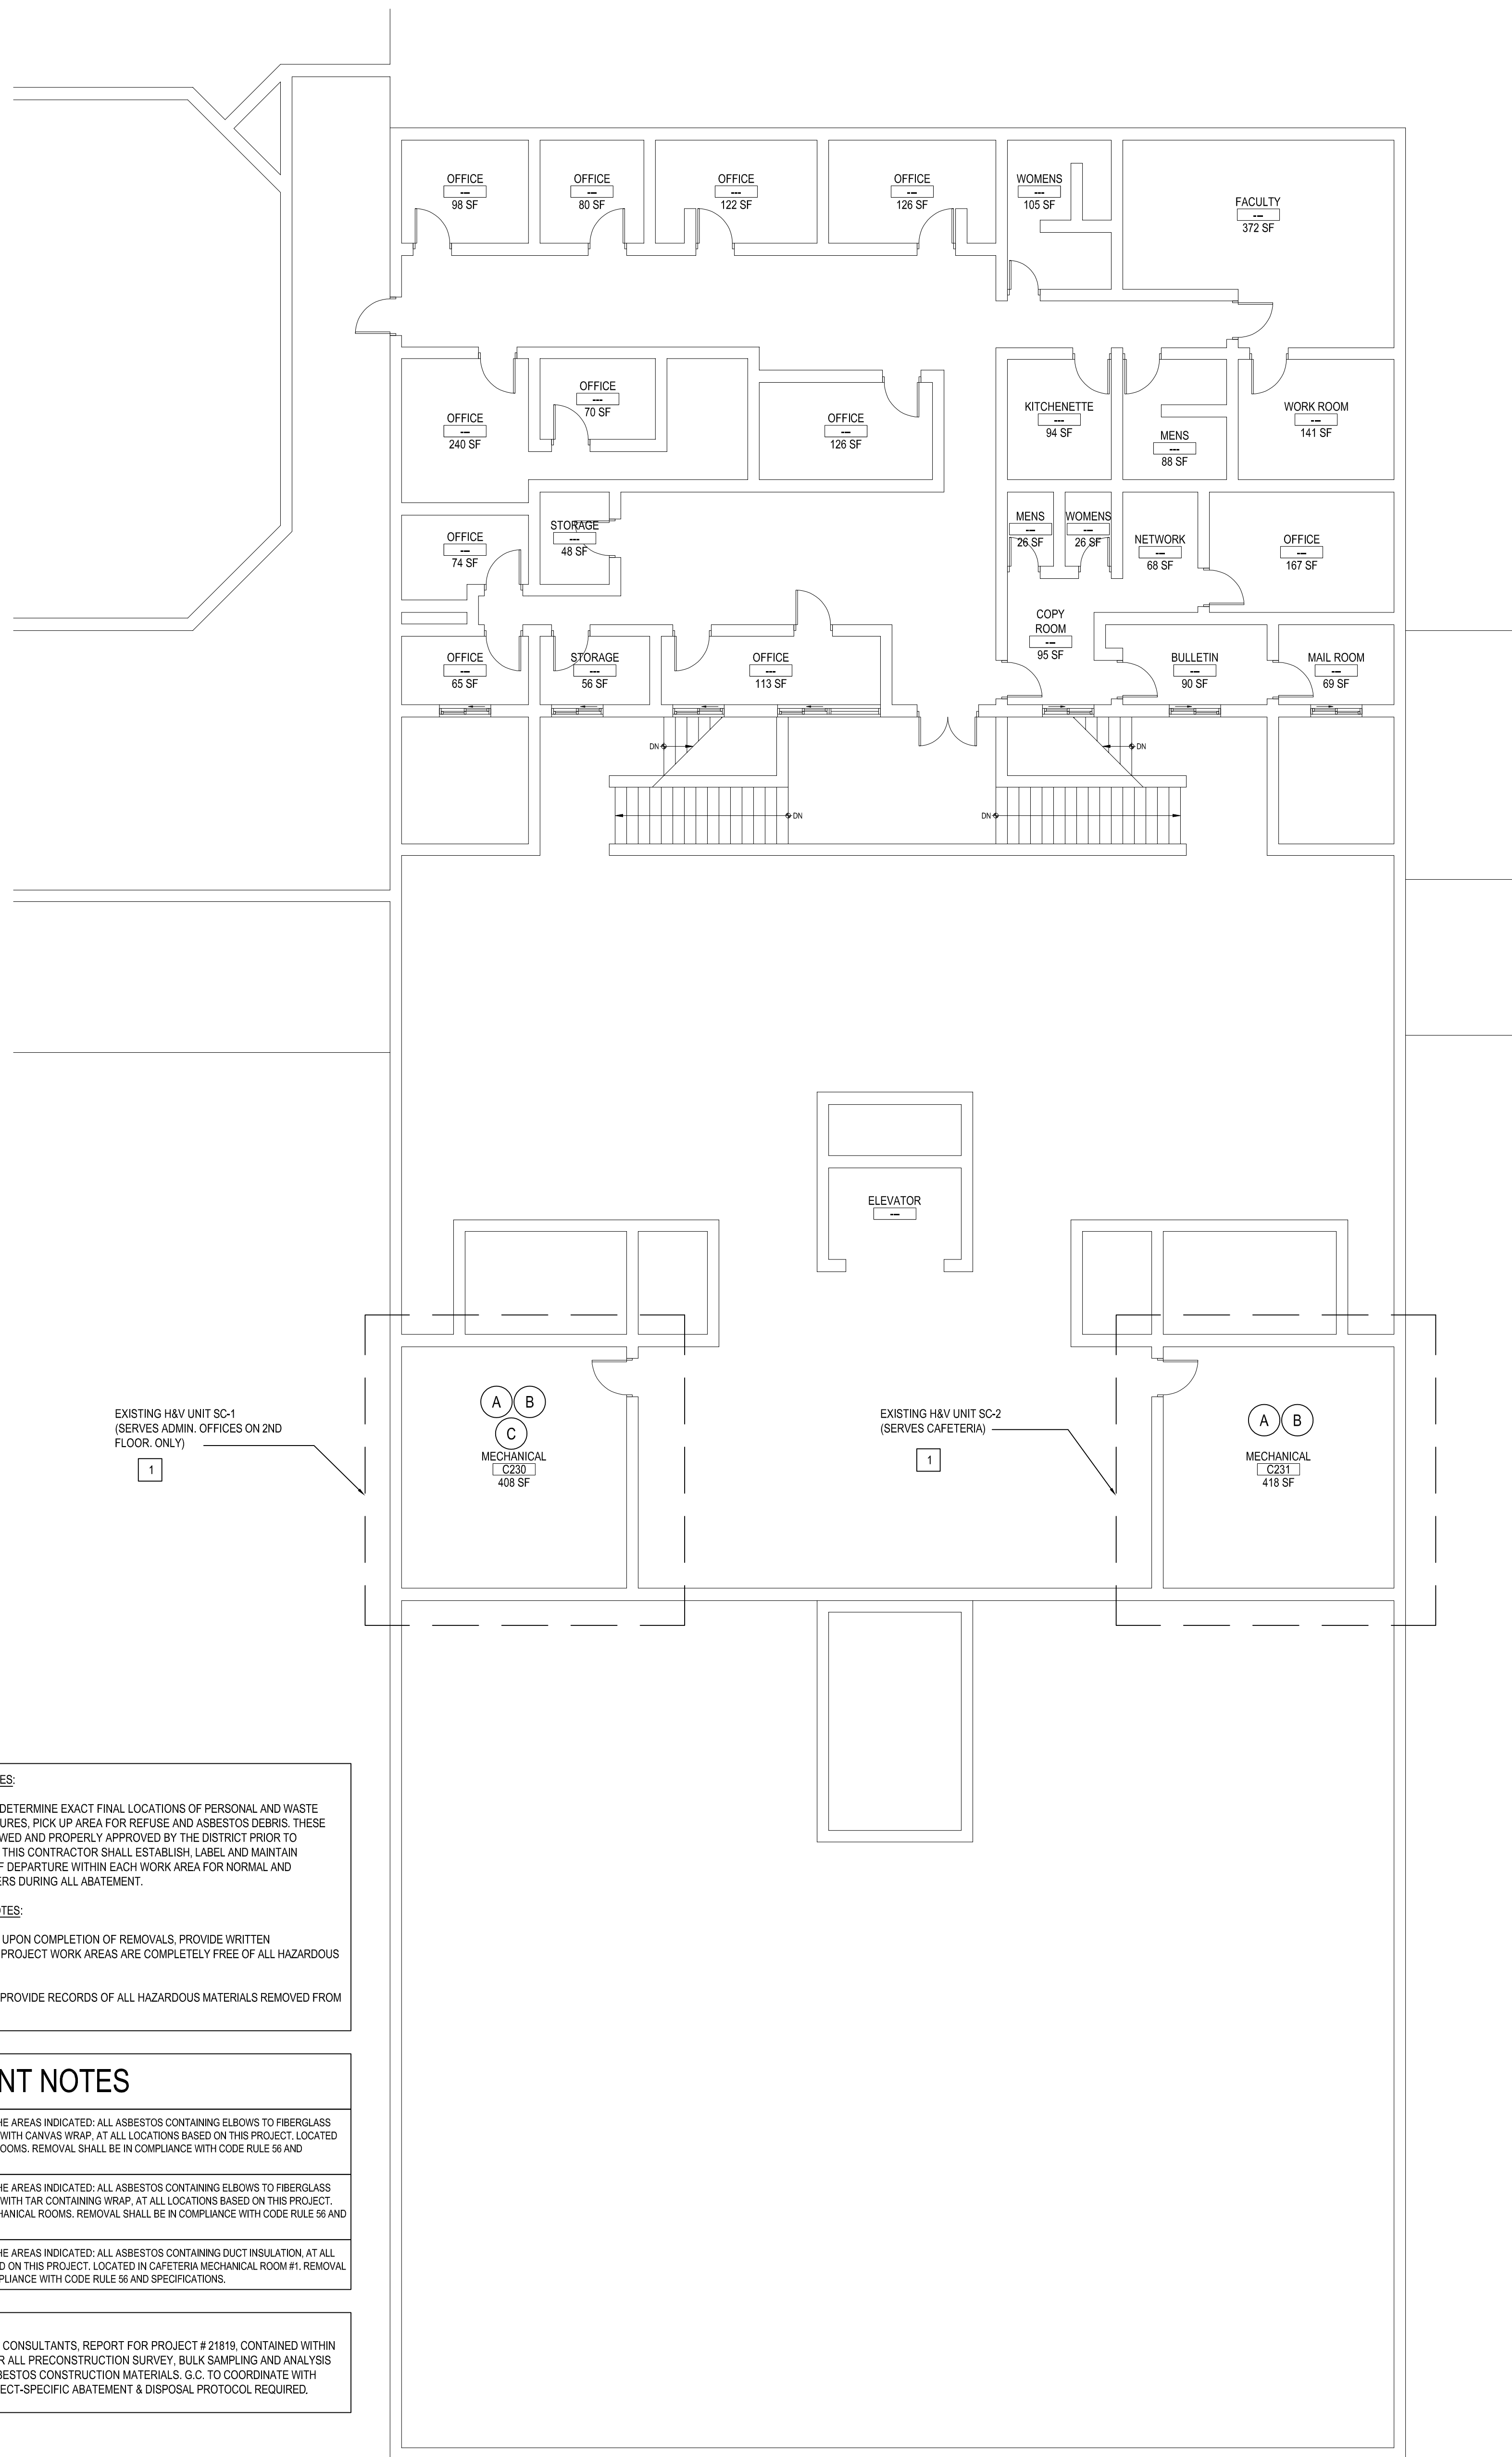 OFFICE
---
98 SF
OFFICE
---
80 SF
OFFICE
---
122 SF
OFFICE
---
126 SF
WOMENS
---
105 SF
FACULTY
---
372 SF
OFFICE
---
240 SF
OFFICE
---
70 SF
OFFICE
---
126 SF
KITCHENETTE
---
94 SF
MENS
---
88 SF
WORK ROOM
---
141 SF
OFFICE
---
74 SF
STORAGE
---
48 SF
MENS
---
26 SF
WOMENS
---
26 SF
NETWORK
---
68 SF
OFFICE
---
167 SF
COPY
ROOM
---
95 SF
OFFICE
---
65 SF
STORAGE
---
56 SF
OFFICE
---
113 SF
BULLETIN
---
90 SF
MAIL ROOM
---
69 SF
DN
DN
DN
DN
ELEVATOR
---
EXISTING H&V UNIT SC-1
(SERVES ADMIN. OFFICES ON 2ND
FLOOR. ONLY)
1
A B
C
MECHANICAL
C230
408 SF
EXISTING H&V UNIT SC-2
(SERVES CAFETERIA)
1
A B
MECHANICAL
C231
418 SF
ES:
DETERMINE EXACT FINAL LOCATIONS OF PERSONAL AND WASTE
URES, PICK UP AREA FOR REFUSE AND ASBESTOS DEBRIS. THESE
WED AND PROPERLY APPROVED BY THE DISTRICT PRIOR TO
THIS CONTRACTOR SHALL ESTABLISH, LABEL AND MAINTAIN
F DEPARTURE WITHIN EACH WORK AREA FOR NORMAL AND
ERS DURING ALL ABATEMENT.
OTES:
UPON COMPLETION OF REMOVALS, PROVIDE WRITTEN
PROJECT WORK AREAS ARE COMPLETELY FREE OF ALL HAZARDOUS
PROVIDE RECORDS OF ALL HAZARDOUS MATERIALS REMOVED FROM
NT NOTES
HE AREAS INDICATED: ALL ASBESTOS CONTAINING ELBOWS TO FIBERGLASS
WITH CANVAS WRAP, AT ALL LOCATIONS BASED ON THIS PROJECT. LOCATED
OOMS. REMOVAL SHALL BE IN COMPLIANCE WITH CODE RULE 56 AND
HE AREAS INDICATED: ALL ASBESTOS CONTAINING ELBOWS TO FIBERGLASS
WITH TAR CONTAINING WRAP, AT ALL LOCATIONS BASED ON THIS PROJECT.
HANICAL ROOMS. REMOVAL SHALL BE IN COMPLIANCE WITH CODE RULE 56 AND
HE AREAS INDICATED: ALL ASBESTOS CONTAINING DUCT INSULATION, AT ALL
D ON THIS PROJECT. LOCATED IN CAFETERIA MECHANICAL ROOM #1. REMOVAL
PLIANCE WITH CODE RULE 56 AND SPECIFICATIONS.
CONSULTANTS, REPORT FOR PROJECT # 21819, CONTAINED WITHIN
R ALL PRECONSTRUCTION SURVEY, BULK SAMPLING AND ANALYSIS
BESTOS CONSTRUCTION MATERIALS. G.C. TO COORDINATE WITH
ECT-SPECIFIC ABATEMENT & DISPOSAL PROTOCOL REQUIRED.